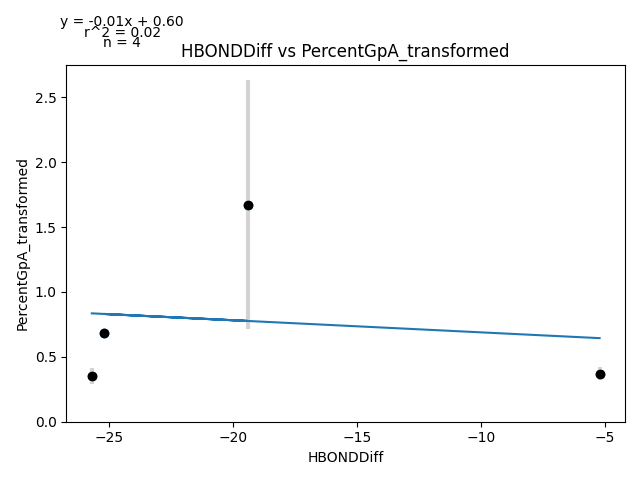 y = -0.01x + 0.60
r^2 = 0.02
n = 4
HBONDDiff vs PercentGpA_transformed
2.5
2.0
1.5
1.0
0.5
0.0
PercentGpA_transformed
−25
−20
−15
−10
−5
HBONDDiff